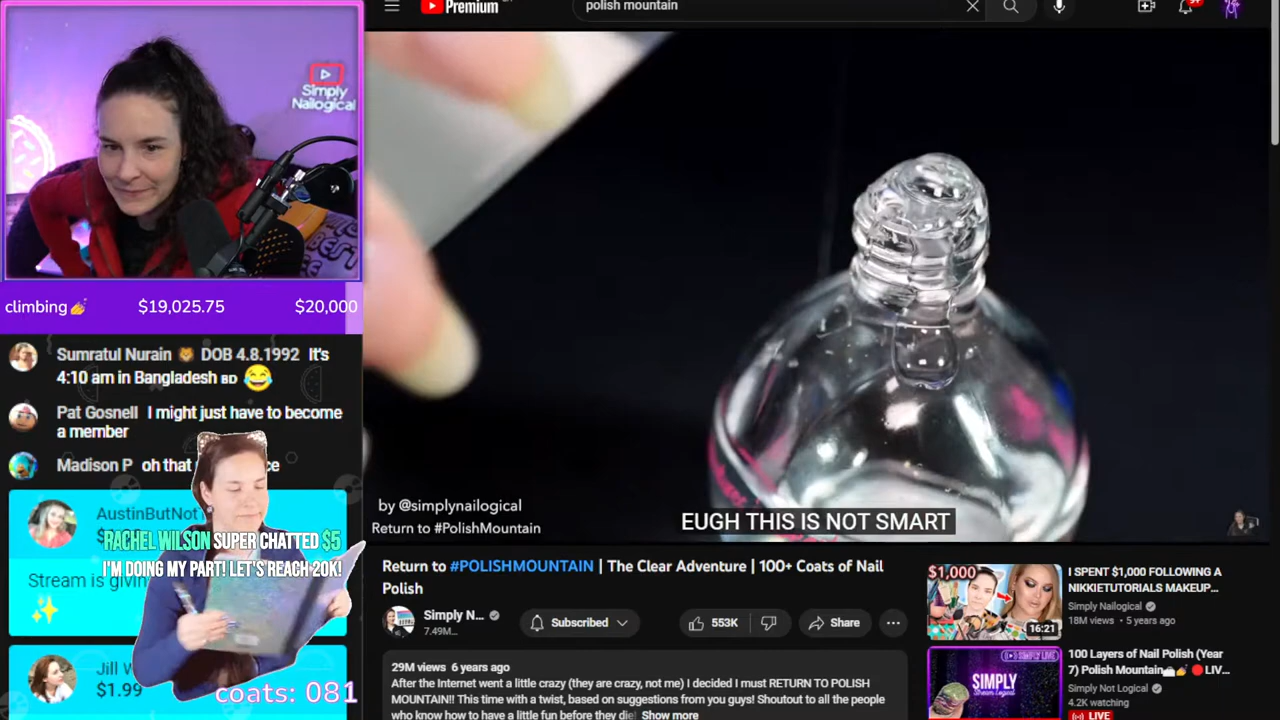 Premium
polish mountain
9+
Simply
Nailogical
climbing💅 $19,025.75 $20,000
Sumratul Nurain 🦁 DOB 4.8.1992 It's
4:10 am in Bangladesh BD 😂
Pat Gosnell I might just have to become
a member
Madison P oh that
AustinButNot
RACHEL WILSON SUPER CHATTED $5
I'M DOING MY PART! LET'S REACH 20K!
Stream is givin
✨
Jill W
$1.99
coats: 081
by @simplynailogical
Return to #PolishMountain
EUGH THIS IS NOT SMART
Return to #POLISHMOUNTAIN | The Clear Adventure | 100+ Coats of Nail
Polish
Simply N...
7.49M...
Subscribed
553K
Share
29M views 6 years ago
After the Internet went a little crazy (they are crazy, not me) I decided I must RETURN TO POLISH
MOUNTAIN!! This time with a twist, based on suggestions from you guys! Shoutout to all the people
who know how to have a little fun before they die! Show more
$1,000
16:21
I SPENT $1,000 FOLLOWING A
NIKKIETUTORIALS MAKEUP...
Simply Nailogical
18M views • 5 years ago
SIMPLY
100 Layers of Nail Polish (Year
7) Polish Mountain🏔💅 🔴LIV...
Simply Not Logical
4.2K watching
LIVE